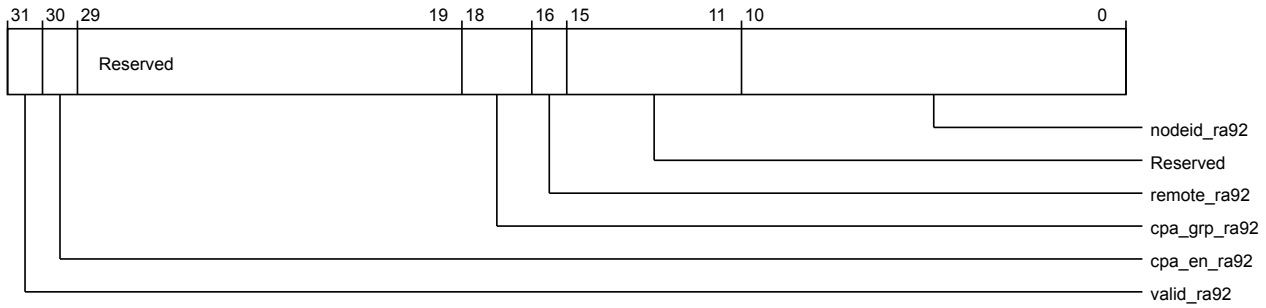 31 30 29 19 18 16 15 11 10 0
Reserved
nodeid_ra92
Reserved
remote_ra92
cpa_grp_ra92
cpa_en_ra92
valid_ra92